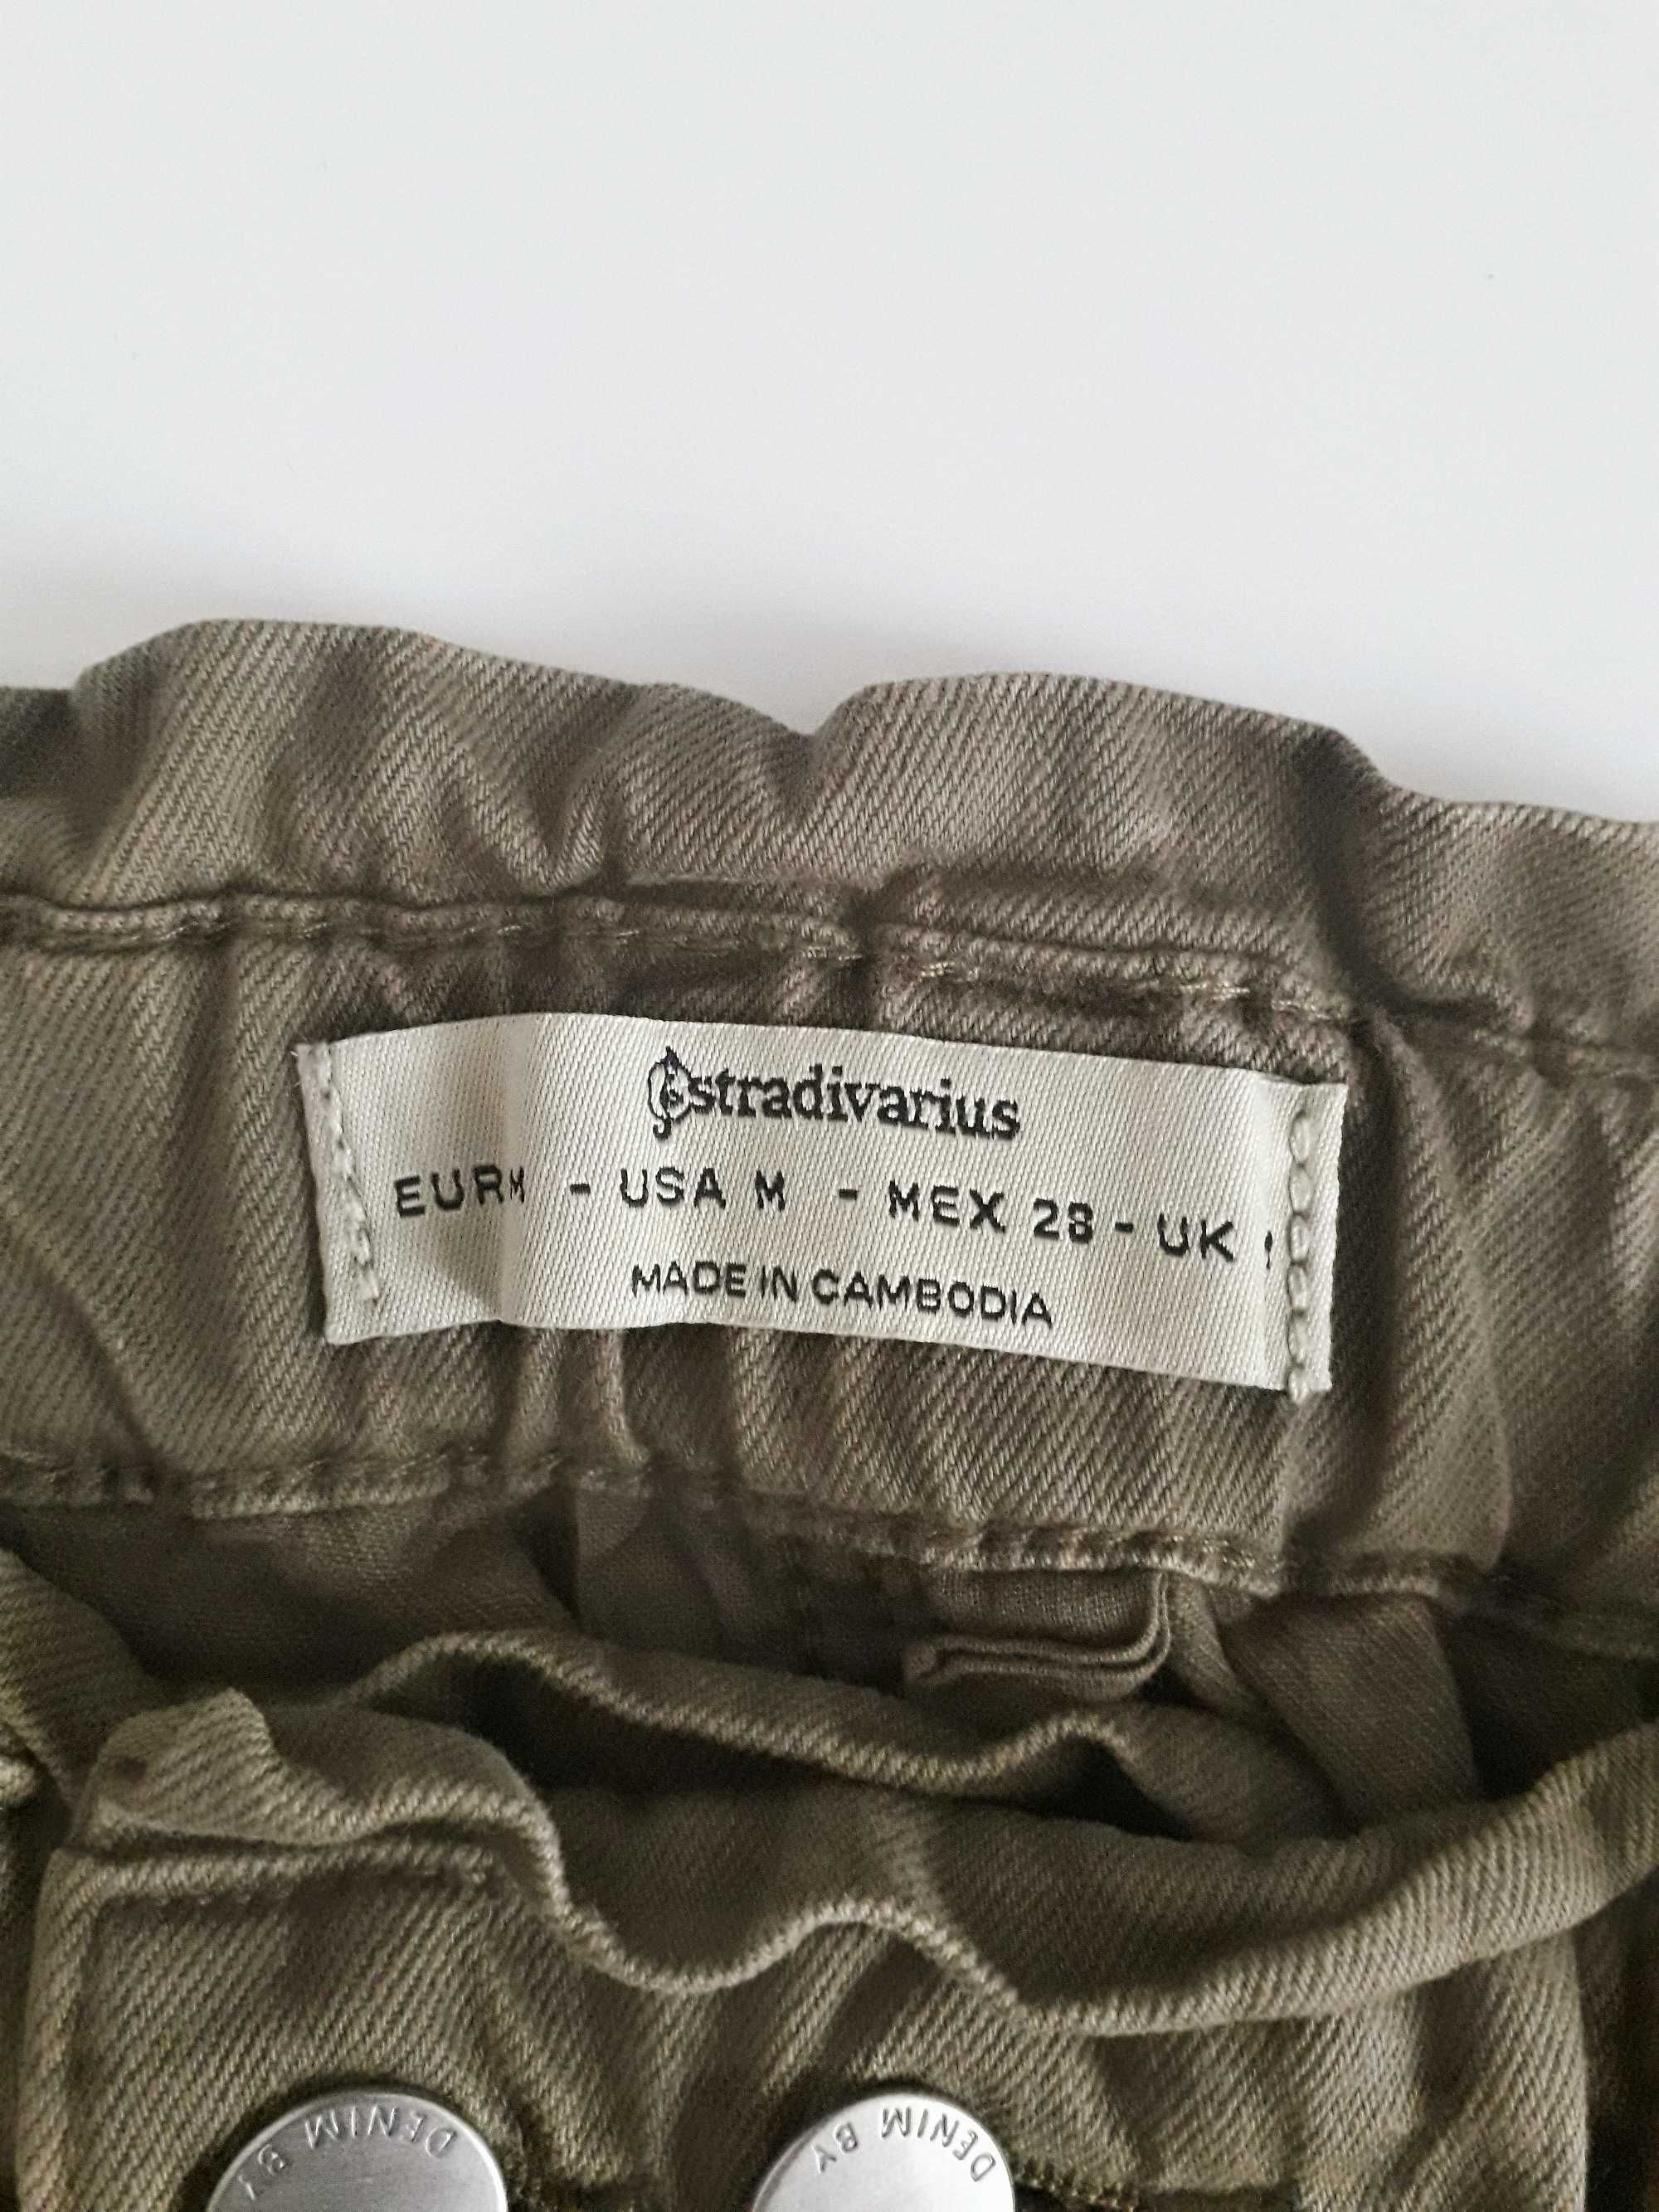 stradivarius
EUR M - USA M - MEX 28 - UK
MADE IN CAMBODIA
DENIM BY
DENIM BY